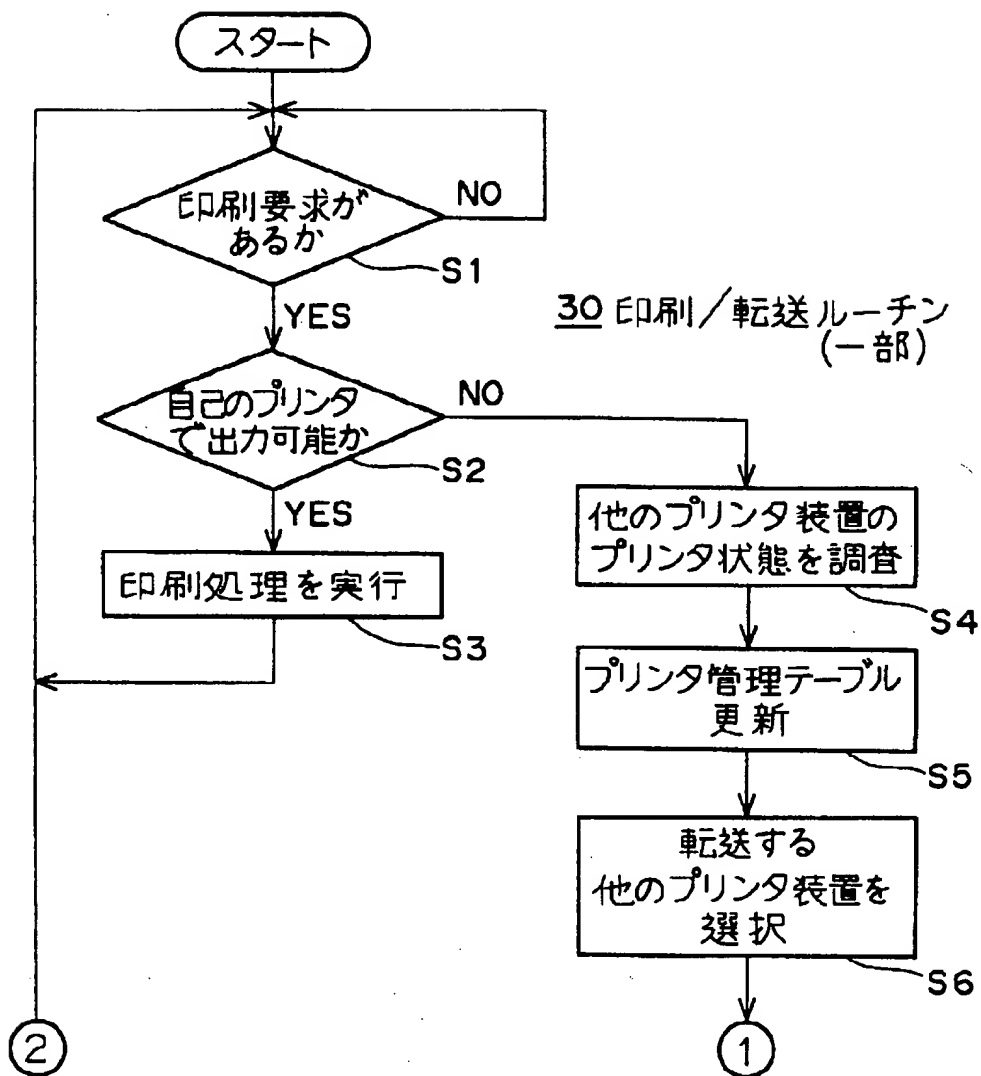 スタート
印刷要求が
あるか
NO
S1
YES
30 印刷/転送ルーチン
(一部)
自己のプリンタ
で出力可能か
NO
S2
YES
印刷処理を実行
S3
他のプリンタ装置の
プリンタ状態を調査
S4
プリンタ管理テーブル
更新
S5
転送する
他のプリンタ装置を
選択
S6
2
1